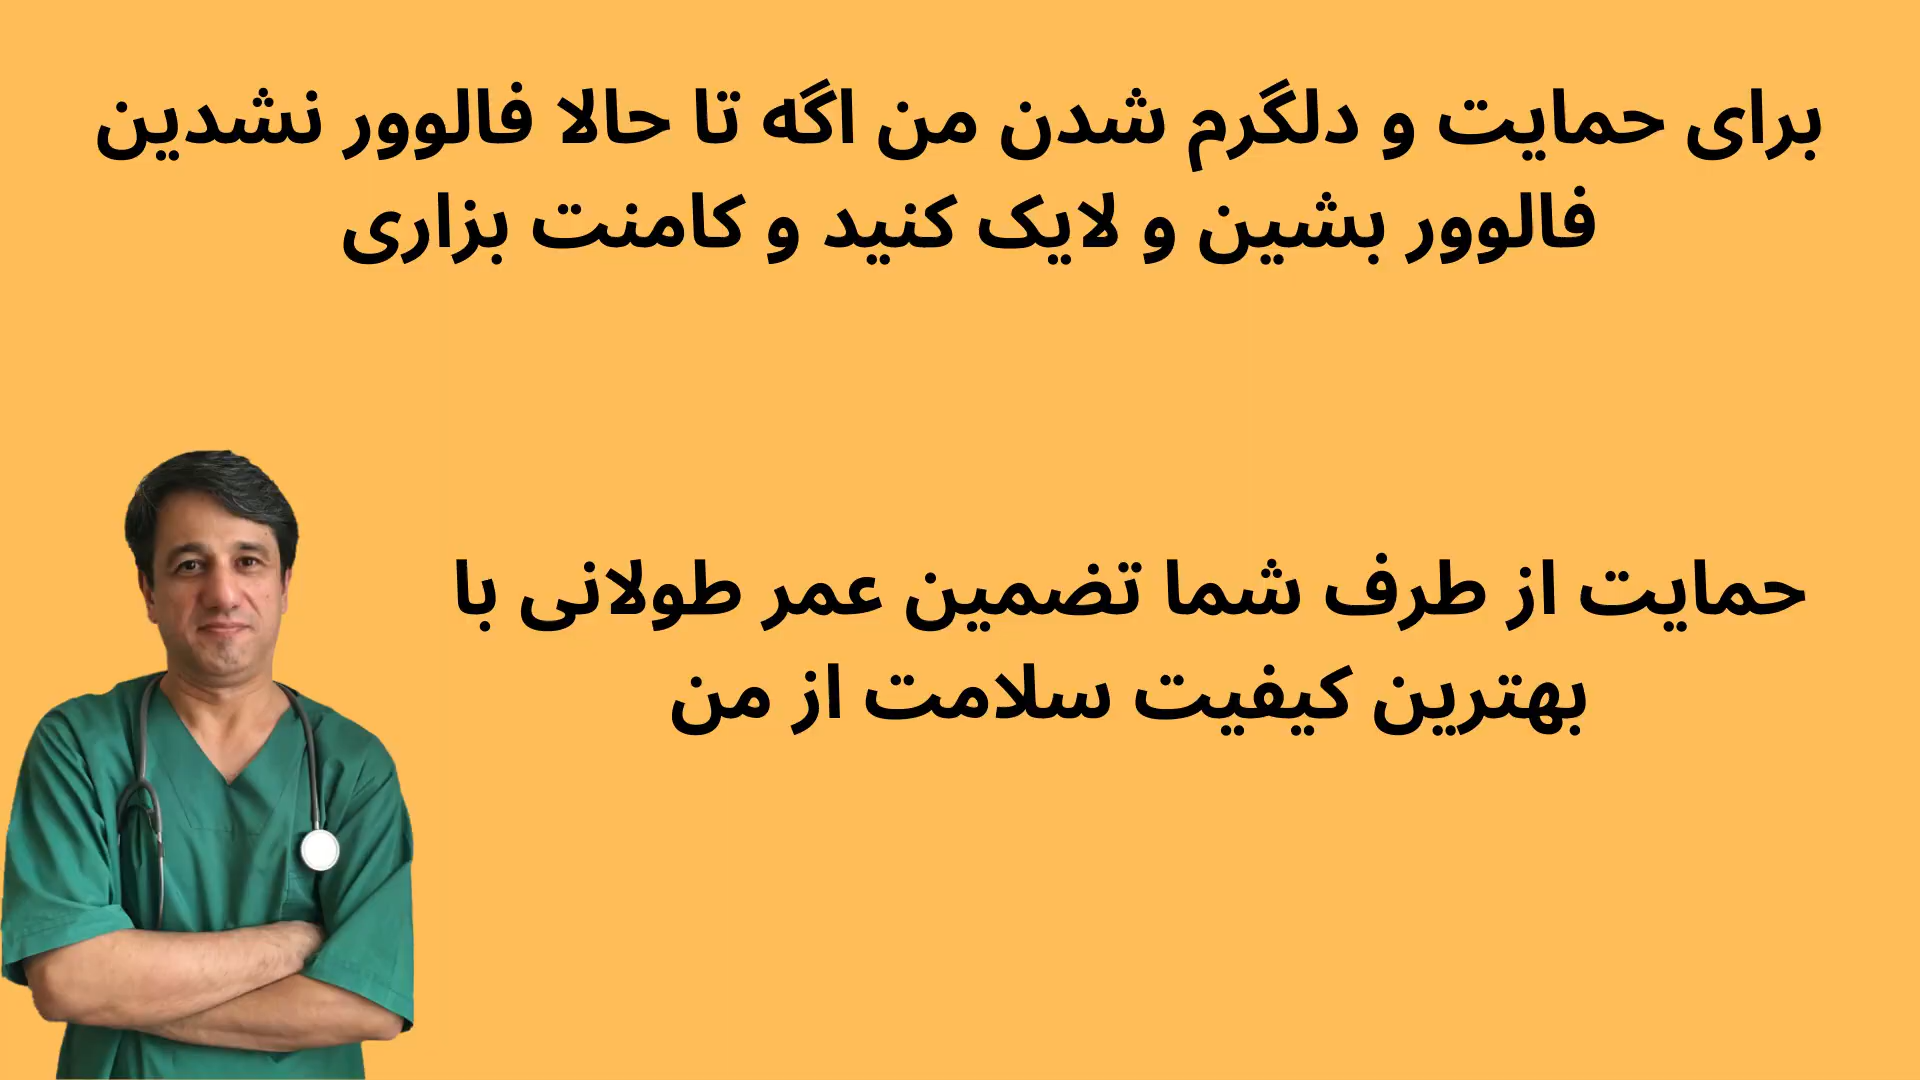 برای حمایت و دلگرم شدن من اگه تا حالا فالوور نشدین
فالوور بشین و لایک کنید و کامنت بزاری
حمایت از طرف شما تضمین عمر طولانی با
بهترین کیفیت سلامت از من